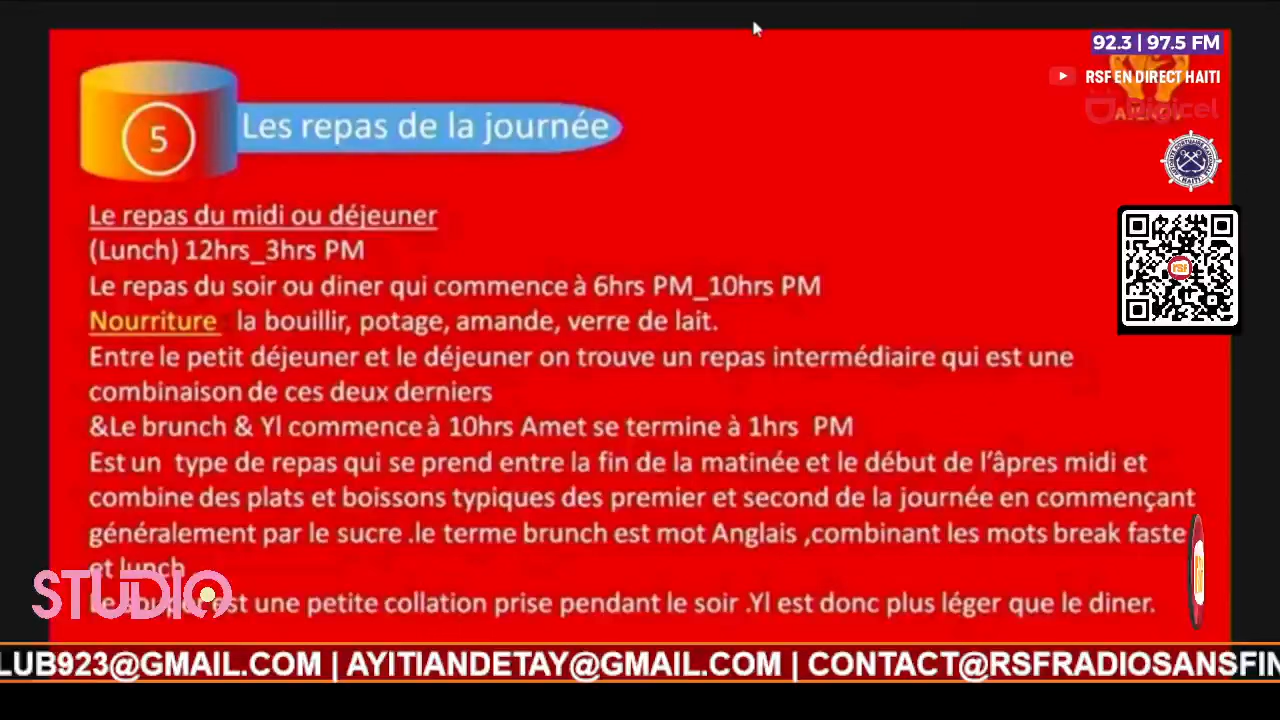 92.3 | 97.5 FM
RSF EN DIRECT HAITI
Digicel
5
Les repas de la journée
rsf
Le repas du midi ou déjeuner
(Lunch) 12hrs_3hrs PM
Le repas du soir ou diner qui commence à 6hrs PM_10hrs PM
Nourriture la bouillir, potage, amande, verre de lait.
Entre le petit déjeuner et le déjeuner on trouve un repas intermédiaire qui est une
combinaison de ces deux derniers
&Le brunch & Yl commence à 10hrs Amet se termine à 1hrs PM
Est un type de repas qui se prend entre la fin de la matinée et le début de l'âpres midi et
combine des plats et boissons typiques des premier et second de la journée en commençant
généralement par le sucre .le terme brunch est mot Anglais ,combinant les mots break faste
et lunch
STUDIO
est une petite collation prise pendant le soir .Yl est donc plus léger que le diner.
LUB923@GMAIL.COM | AYITIANDETAY@GMAIL.COM | CONTACT@RSFRADIOSANSFIN